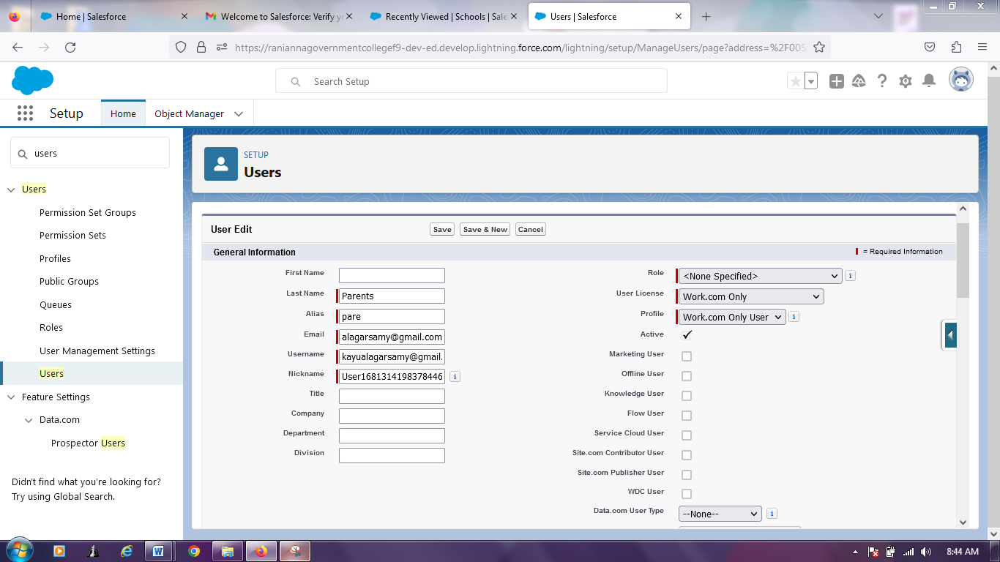 Home | Salesforce
Welcome to Salesforce: Verify yo
Recently Viewed | Schools | Sale
Users | Salesforce
https://raniannagovernmentcollegef9-dev-ed.develop.lightning.force.com/lightning/setup/ManageUsers/page?address=%2F005
Search Setup
Setup
Home
Object Manager
users
Users
Permission Set Groups
Permission Sets
Profiles
Public Groups
Queues
Roles
User Management Settings
Users
Feature Settings
Data.com
Prospector Users
Didn't find what you're looking for?
Try using Global Search.
SETUP
Users
User Edit
Save
Save & New
Cancel
General Information
= Required Information
First Name
Last Name Parents
Alias pare
Email alagarsamy@gmail.com
Username kayualagarsamy@gmail.
Nickname User1681314198378446
Title
Company
Department
Division
Role <None Specified>
User License Work.com Only
Profile Work.com Only User
Active
Marketing User
Offline User
Knowledge User
Flow User
Service Cloud User
Site.com Contributor User
Site.com Publisher User
WDC User
Data.com User Type --None--
8:44 AM